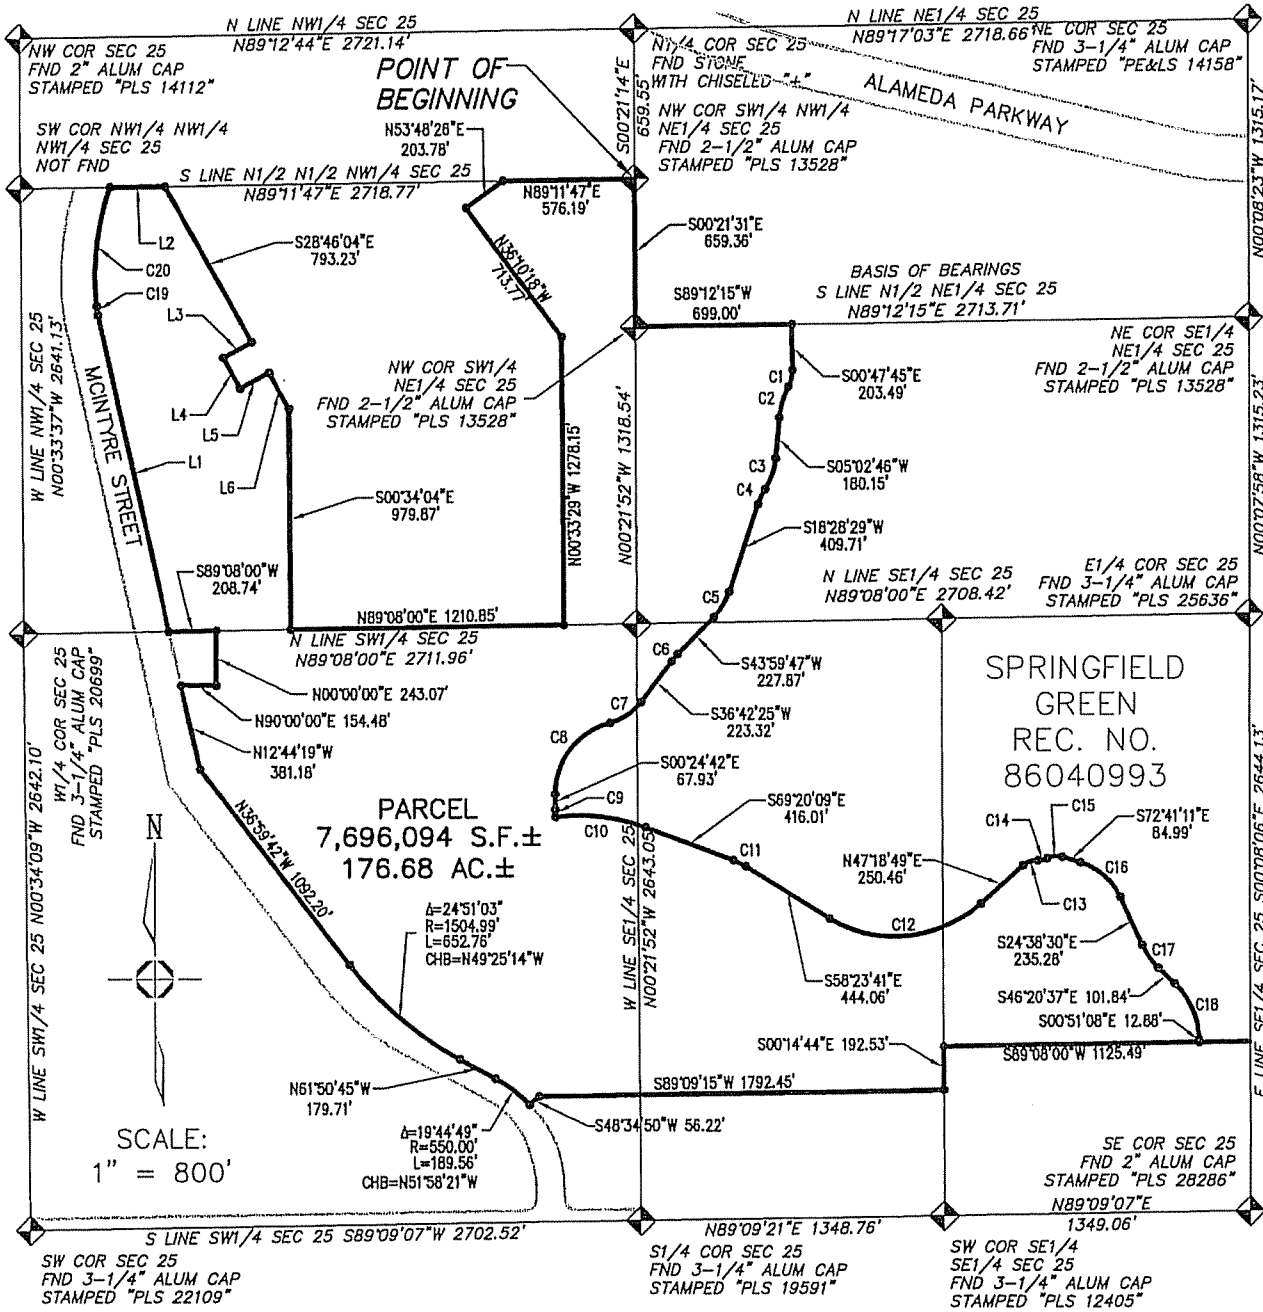 N LINE NW1/4 SEC 25
N89°12'44"E 2721.14'
N LINE NE1/4 SEC 25
N89°17'03"E 2718.66'
NW COR SEC 25
FND 2" ALUM CAP
STAMPED "PLS 14112"
POINT OF
BEGINNING
S00°21'14"E
659.55'
N1/4 COR SEC 25
FND STONE
WITH CHISELED "+"
NE COR SEC 25
FND 3-1/4" ALUM CAP
STAMPED "PE&LS 14158"
ALAMEDA PARKWAY
N00°08'23"W 1315.17'
SW COR NW1/4 NW1/4
NW1/4 SEC 25
NOT FND
N53°48'28"E
203.78'
NW COR SW1/4 NW1/4
NE1/4 SEC 25
FND 2-1/2" ALUM CAP
STAMPED "PLS 13528"
S LINE N1/2 N1/2 NW1/4 SEC 25
N89°11'47"E 2718.77'
N89°11'47"E
576.19'
L2
S28°46'04"E
793.23'
N36°10'18"W
713.77'
S00°21'31"E
659.36'
C20
C19
L3
BASIS OF BEARINGS
S LINE N1/2 NE1/4 SEC 25
N89°12'15"E 2713.71'
S89°12'15"W
699.00'
W LINE NW1/4 SEC 25
N00°33'37"W 2641.13'
MCINTYRE STREET
NW COR SW1/4
NE1/4 SEC 25
FND 2-1/2" ALUM CAP
STAMPED "PLS 13528"
NE COR SE1/4
NE1/4 SEC 25
FND 2-1/2" ALUM CAP
STAMPED "PLS 13528"
C1
S00°47'45"E
203.49'
C2
L4
L5
L6
L1
C3
S05°02'46"W
180.15'
C4
S00°34'04"E
979.87'
N00°33'29"W 1278.15'
N00°21'52"W 1318.54'
S18°28'29"W
409.71'
N00°07'58"W 1315.23'
S89°08'00"W
208.74'
N LINE SE1/4 SEC 25
N89°08'00"E 2708.42'
E1/4 COR SEC 25
FND 3-1/4" ALUM CAP
STAMPED "PLS 25636"
C5
N89°08'00"E 1210.85'
N LINE SW1/4 SEC 25
N89°08'00"E 2711.96'
W1/4 COR SEC 25
FND 3-1/4" ALUM CAP
STAMPED "PLS 20699"
N00°00'00"E 243.07'
N90°00'00"E 154.48'
N12°44'19"W
381.18'
C6
S43°59'47"W
227.87'
C7
S36°42'25"W
223.32'
C8
SPRINGFIELD
GREEN
REC. NO.
86040993
S00°24'42"E
67.93'
C9
C10
W LINE SW1/4 SEC 25 N00°34'09"W 2642.10'
N
N36°59'42"W 1092.20'
PARCEL
7,696,094 S.F.±
176.68 AC.±
S69°20'09"E
416.01'
C11
C15
C14
S72°41'11"E
84.99'
N47°18'49"E
250.46'
C13
C16
C12
Δ=24°51'03"
R=1504.99'
L=652.76'
CHB=N49°25'14"W
W LINE SE1/4 SEC 25
N00°21'52"W 2643.05'
S58°23'41"E
444.06'
S24°38'30"E
235.28'
C17
S46°20'37"E 101.84'
C18
S00°51'08"E 12.88'
E LINE SE1/4 SEC 25 S00°08'06"E 2644.13'
S00°14'44"E 192.53'
S89°08'00"W 1125.49'
N61°50'45"W
179.71'
S89°09'15"W 1792.45'
S48°34'50"W 56.22'
SCALE:
1" = 800'
Δ=19°44'49"
R=550.00'
L=189.56'
CHB=N51°58'21"W
SE COR SEC 25
FND 2" ALUM CAP
STAMPED "PLS 28286"
S LINE SW1/4 SEC 25 S89°09'07"W 2702.52'
N89°09'21"E 1348.76'
N89°09'07"E
1349.06'
SW COR SEC 25
FND 3-1/4" ALUM CAP
STAMPED "PLS 22109"
S1/4 COR SEC 25
FND 3-1/4" ALUM CAP
STAMPED "PLS 19591"
SW COR SE1/4
SE1/4 SEC 25
FND 3-1/4" ALUM CAP
STAMPED "PLS 12405"